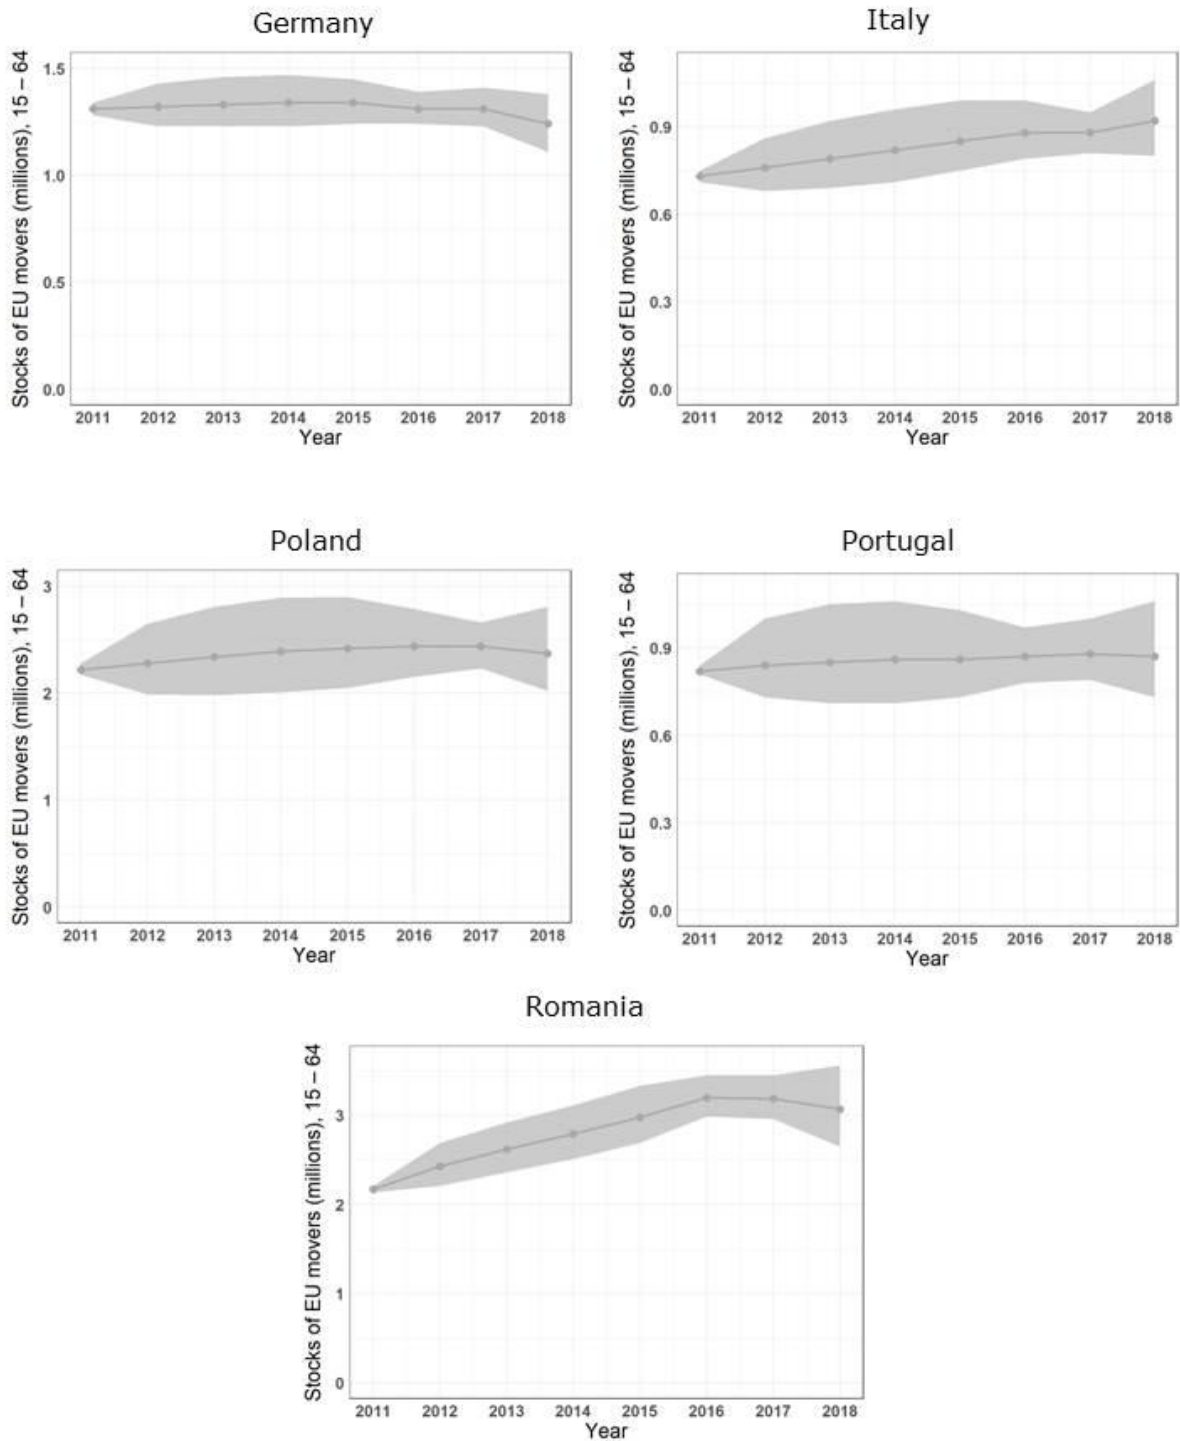 Germany
Stocks of EU movers (millions), 15 – 64
1.5
1.0
0.5
0.0
2011 2012 2013 2014 2015 2016 2017 2018
Year
Italy
Stocks of EU movers (millions), 15 – 64
0.9
0.6
0.3
0.0
2011 2012 2013 2014 2015 2016 2017 2018
Year
Poland
Stocks of EU movers (millions), 15 – 64
3
2
1
0
2011 2012 2013 2014 2015 2016 2017 2018
Year
Portugal
Stocks of EU movers (millions), 15 – 64
0.9
0.6
0.3
0.0
2011 2012 2013 2014 2015 2016 2017 2018
Year
Romania
Stocks of EU movers (millions), 15 – 64
3
2
1
0
2011 2012 2013 2014 2015 2016 2017 2018
Year